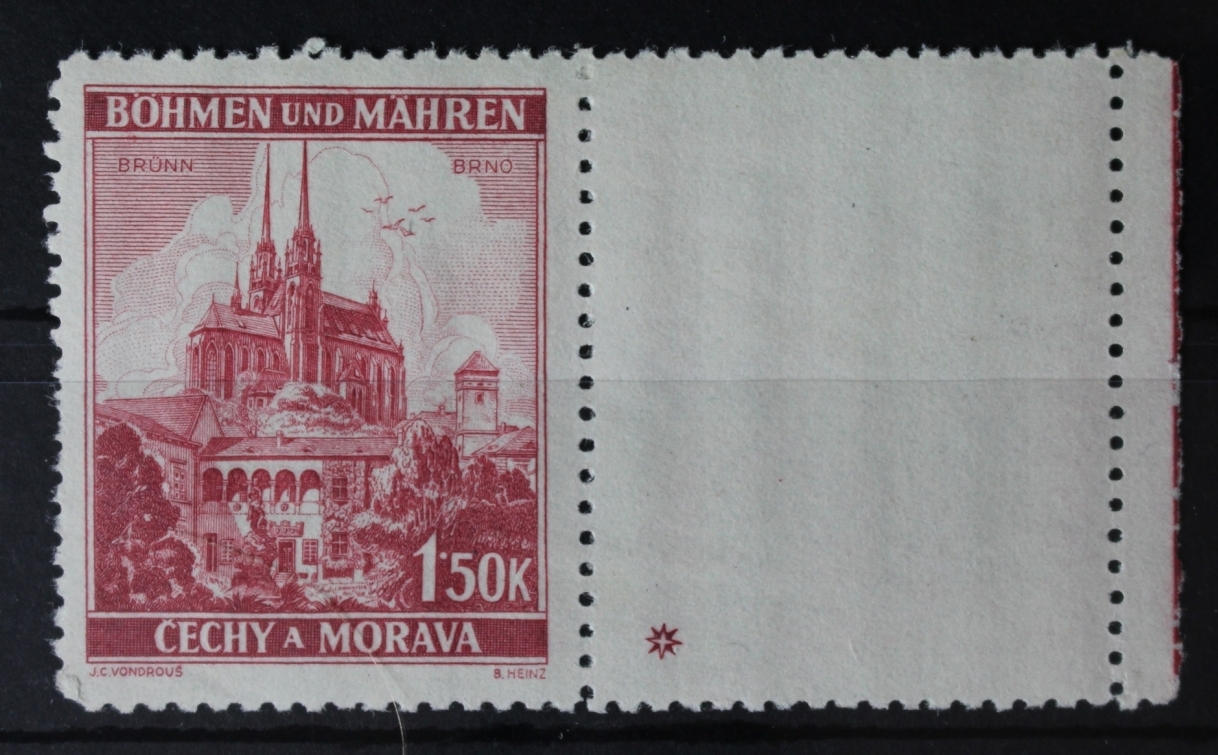 BÖHMEN UND MÄHREN
BRÜNN BRNO
1·50K
ČECHY A MORAVA
J.C.VONDROUŠ B. HEINZ